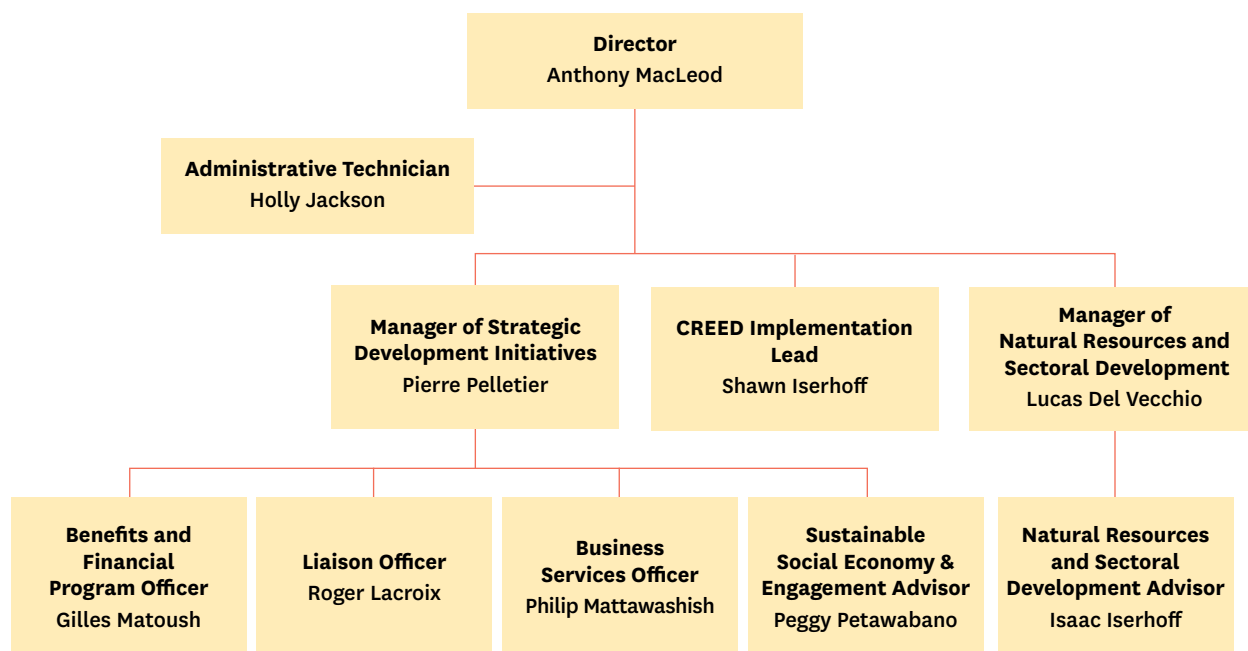 Director
Anthony MacLeod
Administrative Technician
Holly Jackson
Manager of Strategic
Development Initiatives
Pierre Pelletier
CREED Implementation
Lead
Shawn Iserhoff
Manager of
Natural Resources and
Sectoral Development
Lucas Del Vecchio
Benefits and
Financial
Program Officer
Gilles Matoush
Liaison Officer
Roger Lacroix
Business
Services Officer
Philip Mattawashish
Sustainable
Social Economy &
Engagement Advisor
Peggy Petawabano
Natural Resources
and Sectoral
Development Advisor
Isaac Iserhoff